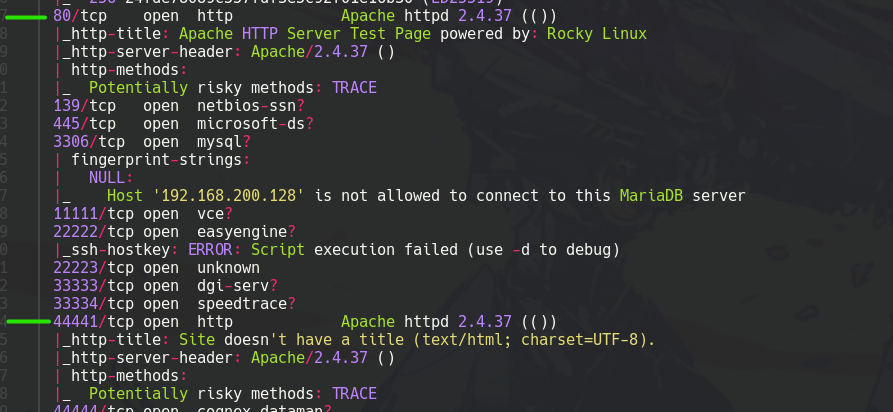 80/tcp open http Apache httpd 2.4.37 (())
|_http-title: Apache HTTP Server Test Page powered by: Rocky Linux
|_http-server-header: Apache/2.4.37 ()
| http-methods:
|_ Potentially risky methods: TRACE
139/tcp open netbios-ssn?
445/tcp open microsoft-ds?
3306/tcp open mysql?
| fingerprint-strings:
| NULL:
|_ Host '192.168.200.128' is not allowed to connect to this MariaDB server
11111/tcp open vce?
22222/tcp open easyengine?
|_ssh-hostkey: ERROR: Script execution failed (use -d to debug)
22223/tcp open unknown
33333/tcp open dgi-serv?
33334/tcp open speedtrace?
44441/tcp open http Apache httpd 2.4.37 (())
|_http-title: Site doesn't have a title (text/html; charset=UTF-8).
|_http-server-header: Apache/2.4.37 ()
| http-methods:
|_ Potentially risky methods: TRACE
44444/tcp open cognex-dataman?